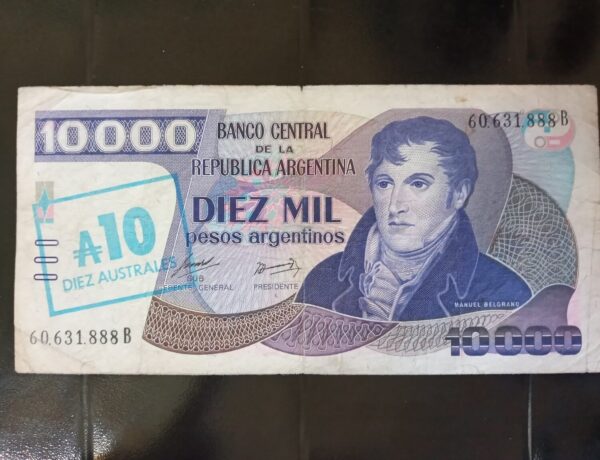 10000
BANCO CENTRAL
DE LA
REPUBLICA ARGENTINA
60.631.888 B
DIEZ MIL
pesos argentinos
₳10
DIEZ AUSTRALES
SUB
GERENTE GENERAL
PRESIDENTE
MANUEL BELGRANO
60.631.888 B
10000